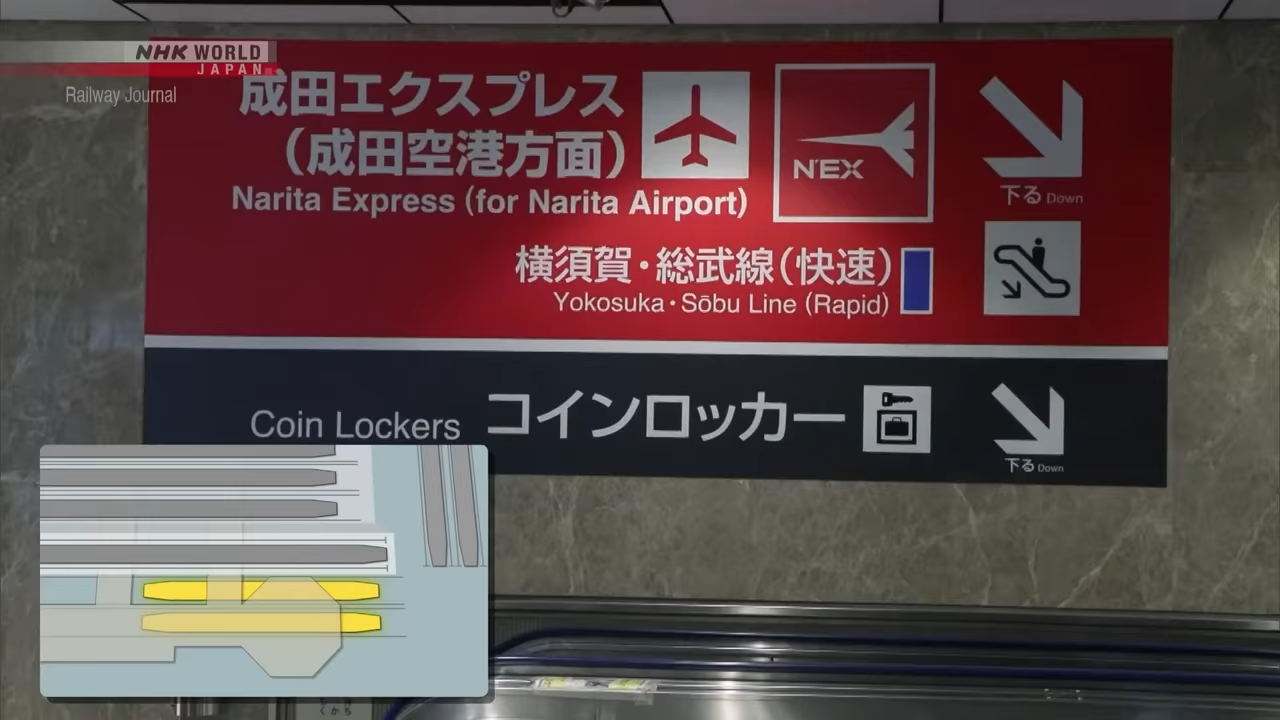 NHK WORLD
JAPAN
Railway Journal
成田エクスプレス
(成田空港方面)
Narita Express (for Narita Airport)
N'EX
下る Down
横須賀・総武線(快速)
Yokosuka・Sōbu Line (Rapid)
Coin Lockers コインロッカー
下る Down